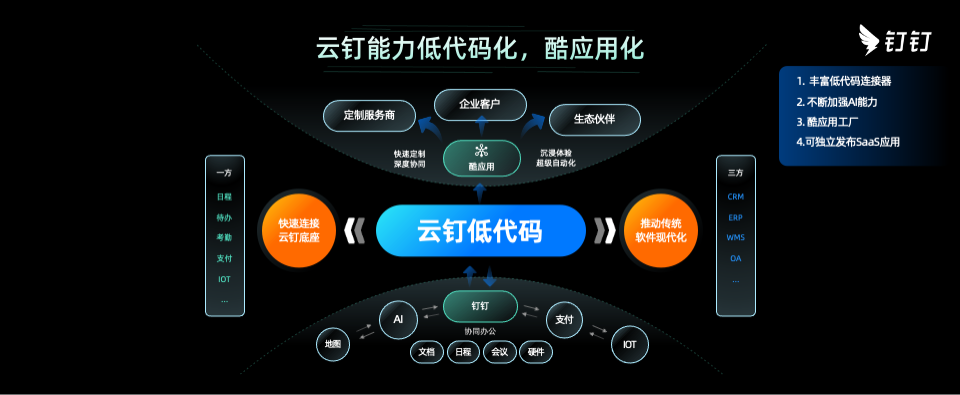 云钉能力低代码化，酷应用化
钉钉
1. 丰富低代码连接器
2. 不断加强AI能力
3. 酷应用工厂
4.可独立发布SaaS应用
定制服务商
企业客户
生态伙伴
快速定制
深度协同
酷应用
沉浸体验
超级自动化
一方
日程
待办
考勤
支付
IOT
...
快速连接
云钉底座
云钉低代码
推动传统
软件现代化
三方
CRM
ERP
WMS
OA
...
地图
AI
钉钉
协同办公
支付
IOT
文档
日程
会议
硬件